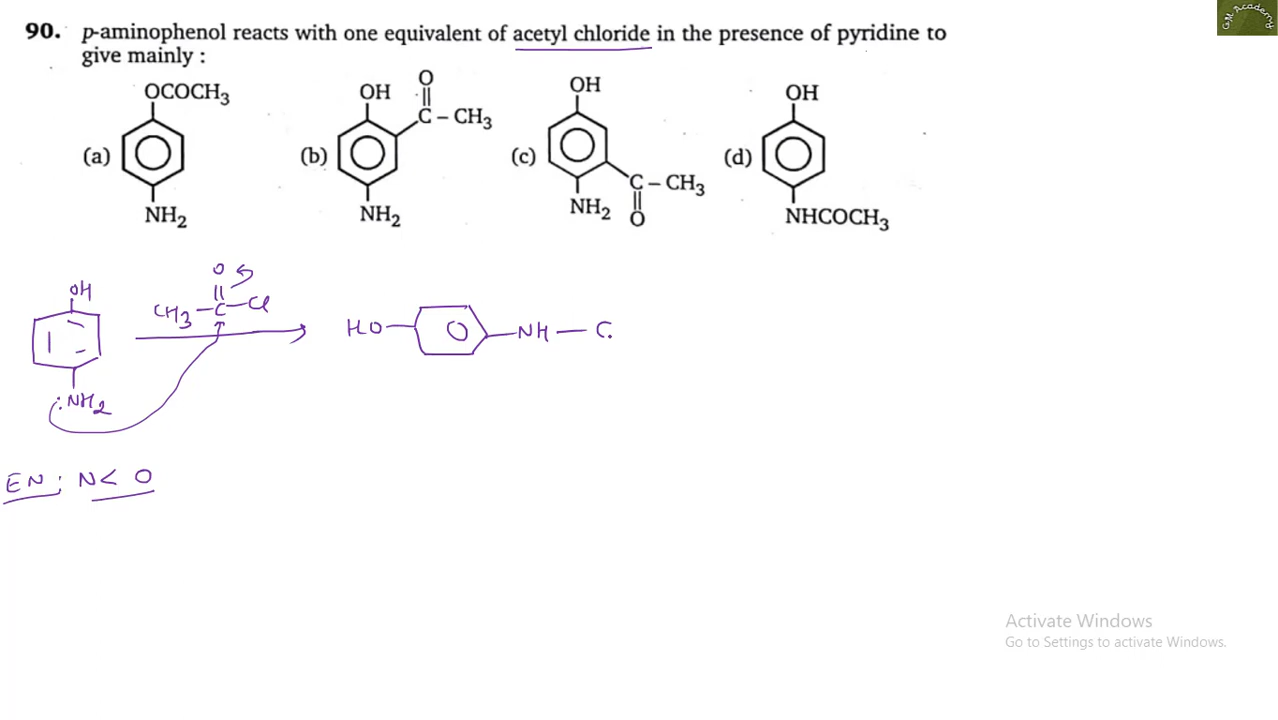 GM Academy
90. p-aminophenol reacts with one equivalent of acetyl chloride in the presence of pyridine to
give mainly :
(a) OCOCH3 NH2
(b) OH O C – CH3 NH2
(c) OH NH2 C – CH3 O
(d) OH NHCOCH3
OH
:NH2
O
CH3 – C – Cl
HO – NH — C
EN : N < O
Activate Windows
Go to Settings to activate Windows.